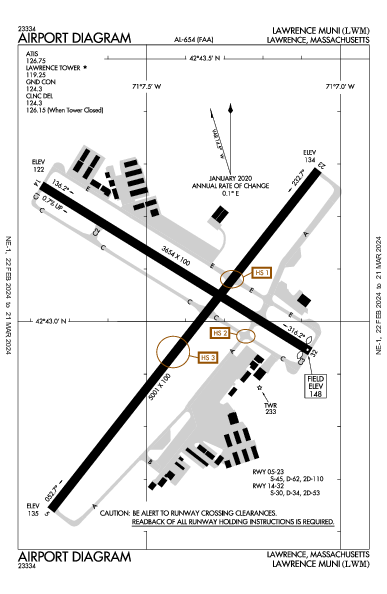 23334
AIRPORT DIAGRAM
AL-654 (FAA)
LAWRENCE MUNI (LWM)
LAWRENCE, MASSACHUSETTS
ATIS
126.75
LAWRENCE TOWER ★
119.25
GND CON
124.3
CLNC DEL
124.3
126.15 (When Tower Closed)
42°43.5' N
71°7.5' W
71°7.0' W
VAR 14.5° W
JANUARY 2020
ANNUAL RATE OF CHANGE
0.1° E
ELEV
134
23
232.7°
ELEV
122
14
136.2°
0.7% UP
C1
C
C
E
C2
A
3654 X 100
E
E
E
HS 1
C
C
42°43.0' N
HS 2
A
C
316.2°
C3
32
HS 3
FIELD
ELEV
148
5001 X 100
TWR
233
B
052.7°
ELEV
135
5
A
RWY 05-23
S-45, D-62, 2D-110
RWY 14-32
S-30, D-34, 2D-53
CAUTION: BE ALERT TO RUNWAY CROSSING CLEARANCES.
READBACK OF ALL RUNWAY HOLDING INSTRUCTIONS IS REQUIRED.
NE-1, 22 FEB 2024 to 21 MAR 2024
NE-1, 22 FEB 2024 to 21 MAR 2024
AIRPORT DIAGRAM
23334
LAWRENCE, MASSACHUSETTS
LAWRENCE MUNI (LWM)